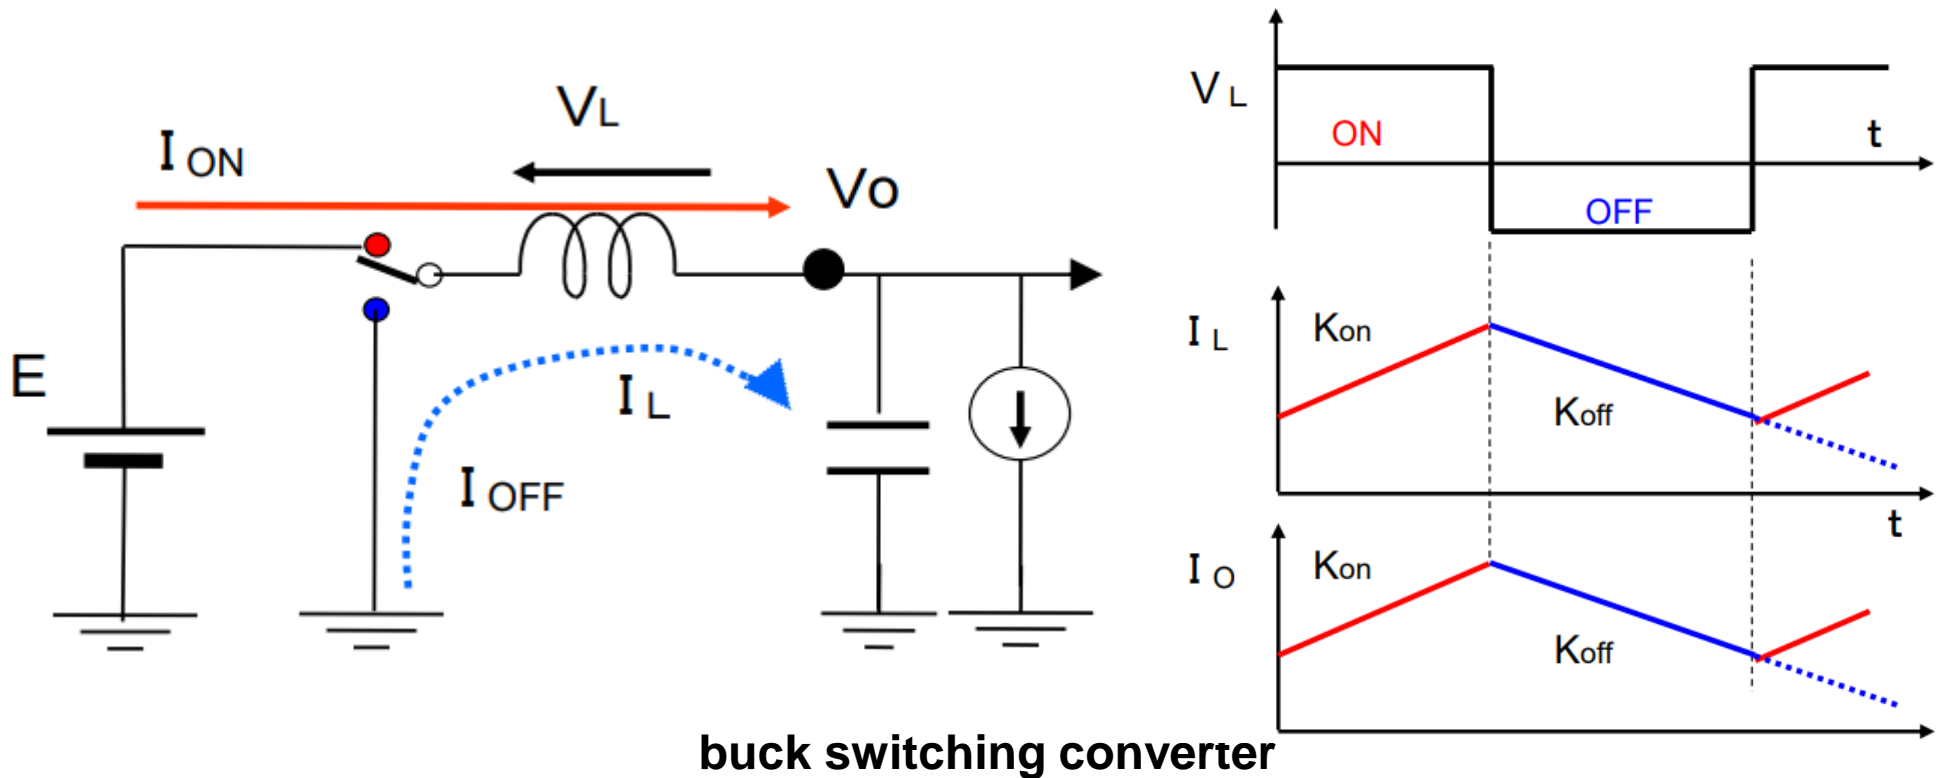 I ON
VL
Vo
E
I L
I OFF
V L
ON
t
OFF
I L
Kon
Koff
t
I O
Kon
Koff
buck switching converter